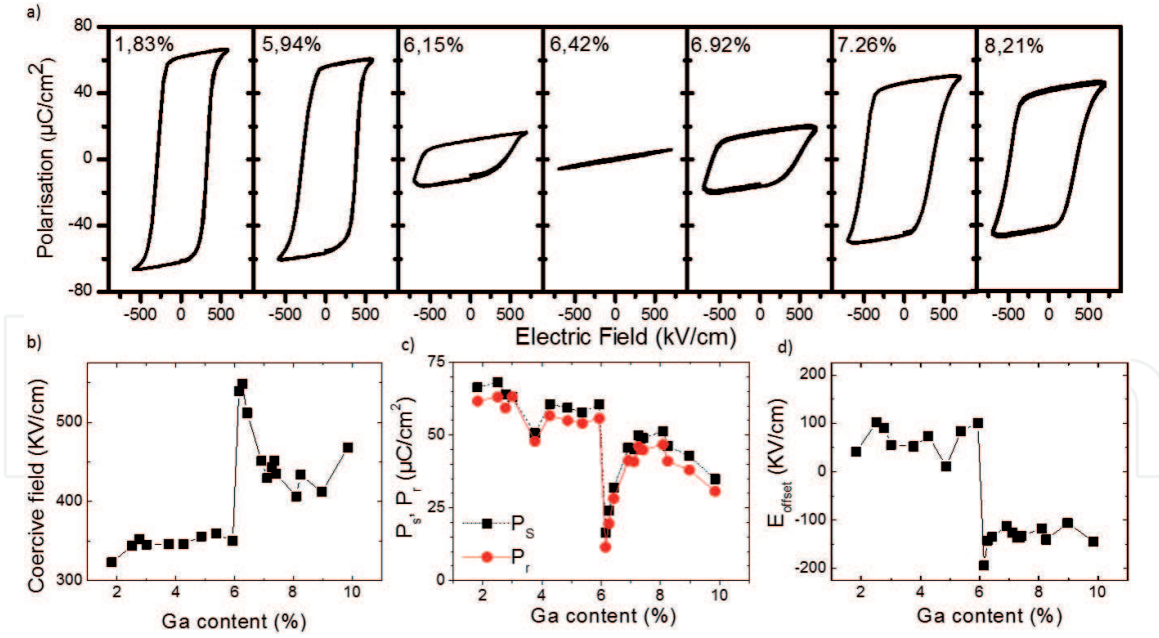 a)
1,83% 5,94% 6,15% 6,42% 6.92% 7.26% 8,21%
Polarisation (µC/cm²)
80
40
0
-40
-80
-500 0 500 -500 0 500 -500 0 500 -500 0 500 -500 0 500 -500 0 500 -500 0 500
Electric Field (kV/cm)
b)
Coercive field (KV/cm)
500
400
300
2 4 6 8 10
Ga content (%)
c)
Pₛ, Pᵣ (µC/cm²)
75
50
25
0
Pₛ
Pᵣ
2 4 6 8 10
Ga content (%)
d)
E_offset (KV/cm)
200
100
0
-100
-200
2 4 6 8 10
Ga content (%)